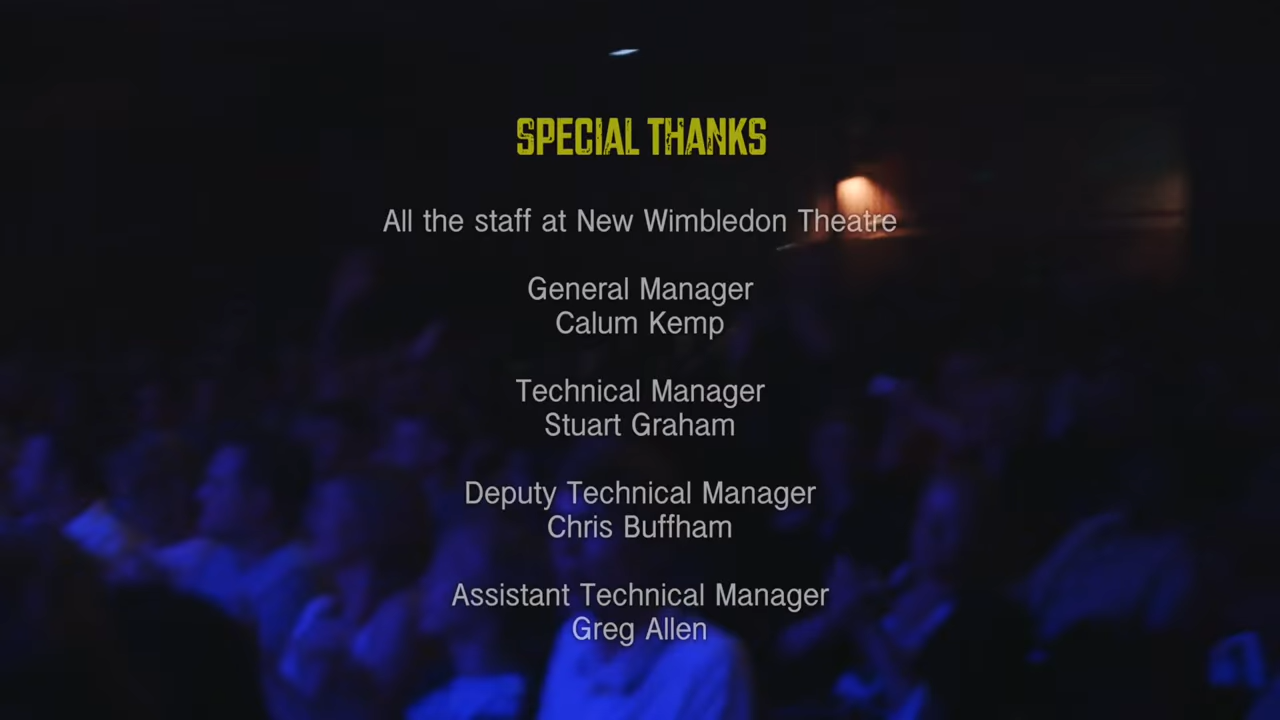 SPECIAL THANKS
All the staff at New Wimbledon Theatre
General Manager
Calum Kemp
Technical Manager
Stuart Graham
Deputy Technical Manager
Chris Buffham
Assistant Technical Manager
Greg Allen